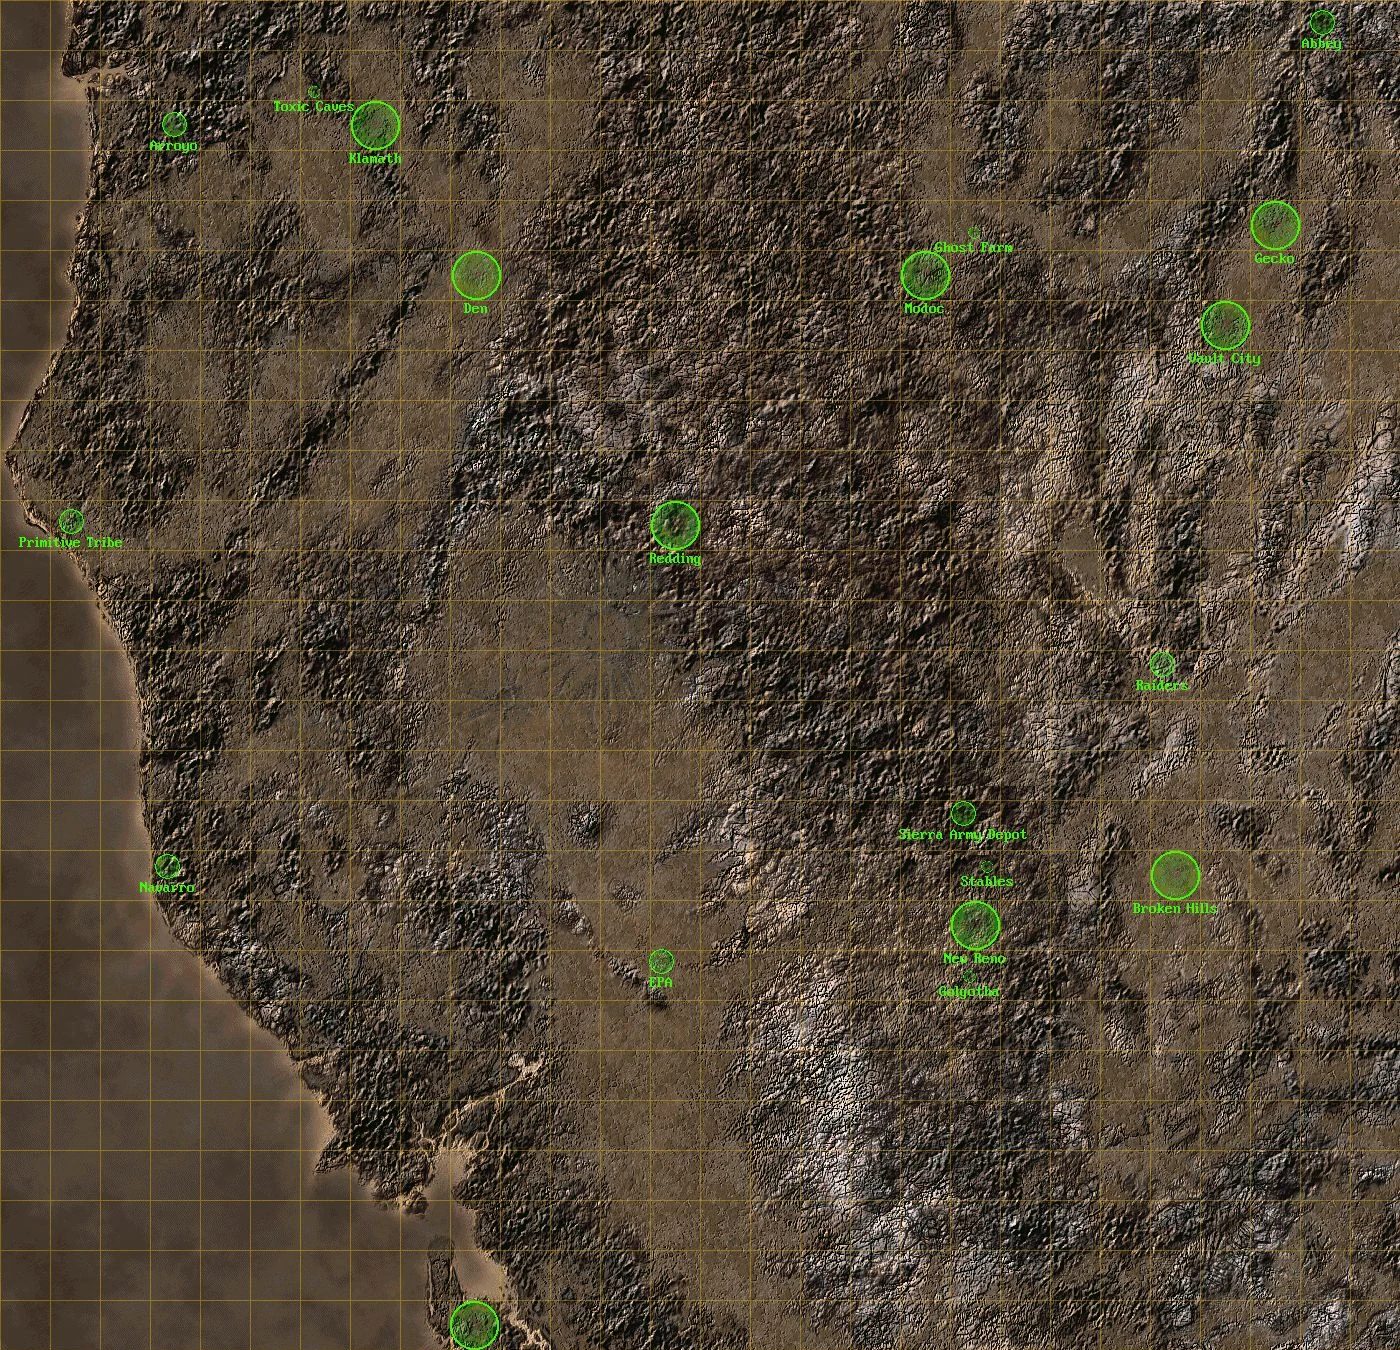 Abbey
Toxic Caves
Arroyo
Klamath
Ghost Farm
Gecko
Den
Modoc
Vault City
Primitive Tribe
Redding
Raiders
Sierra Army Depot
Stables
Navarro
Broken Hills
New Reno
EPA
Golgotha